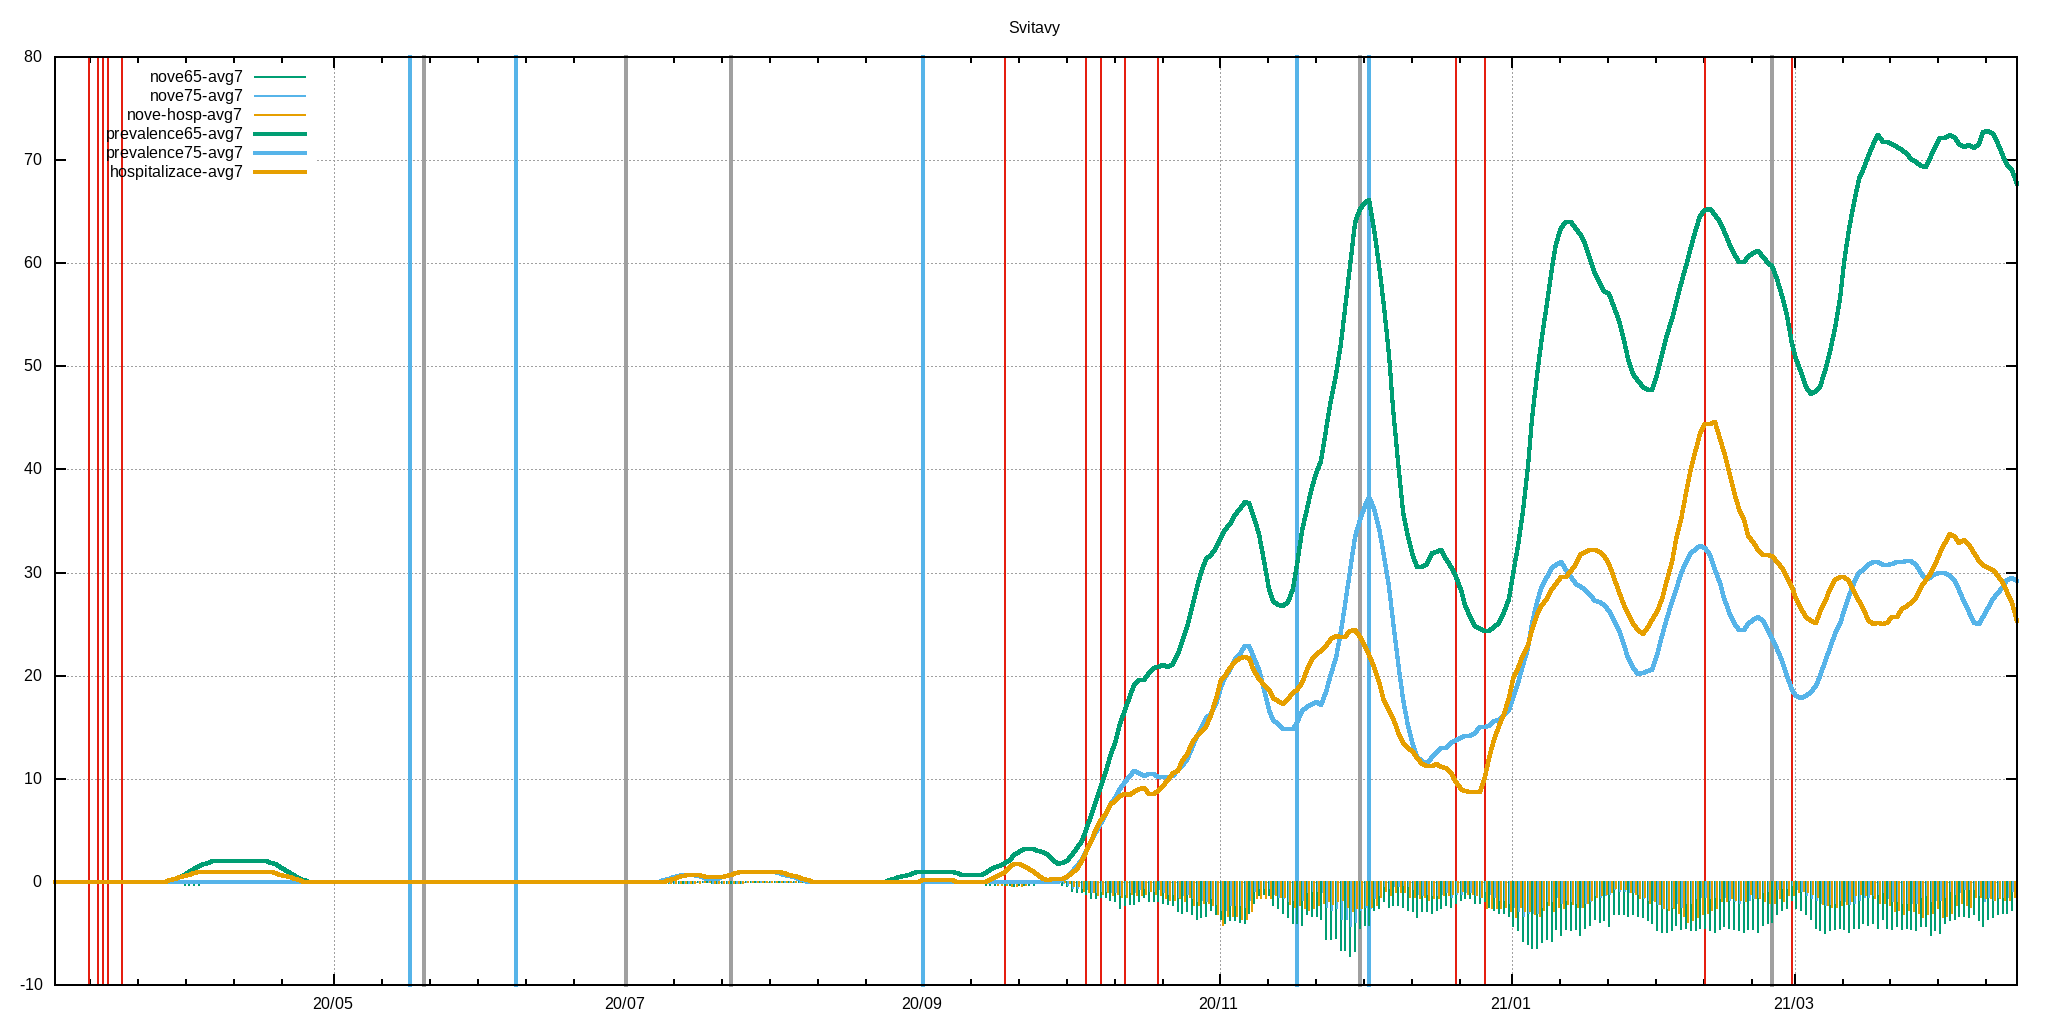 Svitavy
80
70
60
50
40
30
20
10
0
-10
nove65-avg7
nove75-avg7
nove-hosp-avg7
prevalence65-avg7
prevalence75-avg7
hospitalizace-avg7
20/05
20/07
20/09
20/11
21/01
21/03